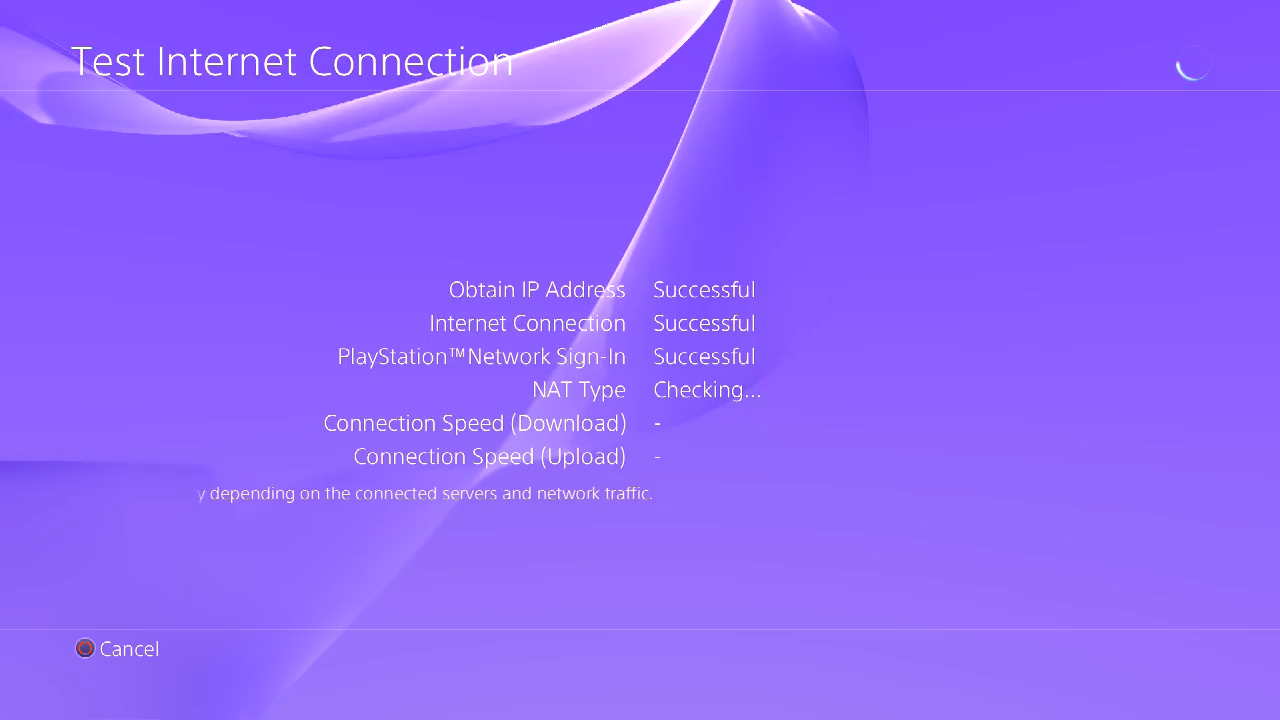 Test Internet Connection
Obtain IP Address Successful
Internet Connection Successful
PlayStation™Network Sign-In Successful
NAT Type Checking...
Connection Speed (Download) -
Connection Speed (Upload) -
y depending on the connected servers and network traffic.
Cancel